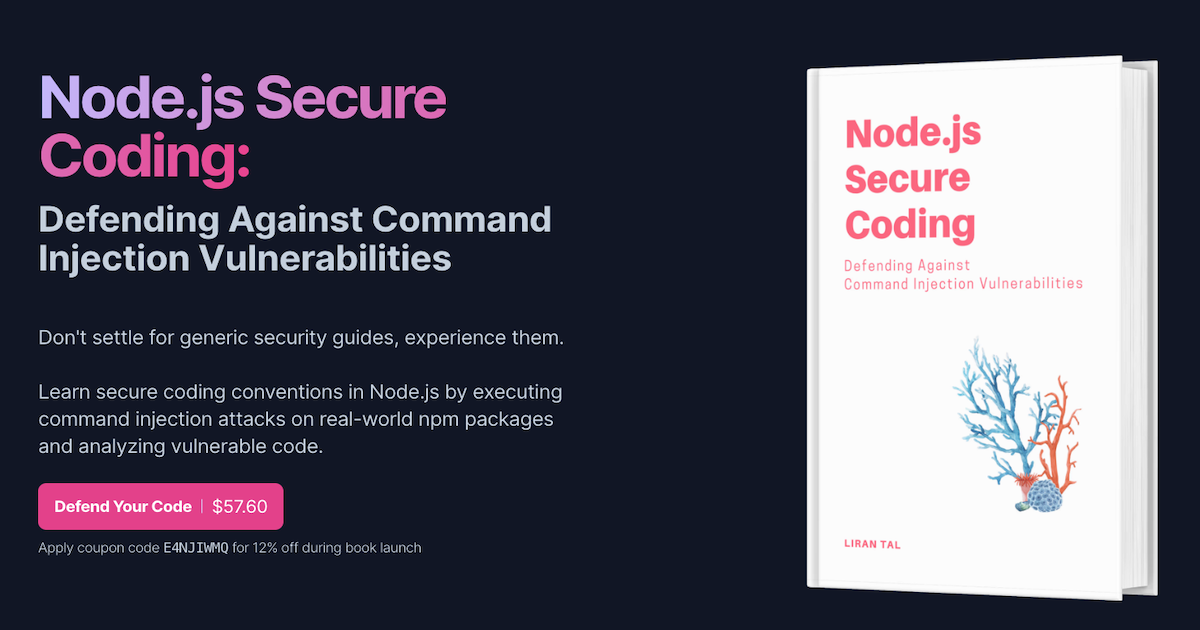 Node.js Secure
Coding:
Defending Against Command
Injection Vulnerabilities
Don't settle for generic security guides, experience them.
Learn secure coding conventions in Node.js by executing
command injection attacks on real-world npm packages
and analyzing vulnerable code.
Defend Your Code | $57.60
Apply coupon code E4NJIWMQ for 12% off during book launch
Node.js
Secure
Coding
Defending Against
Command Injection Vulnerabilities
LIRAN TAL